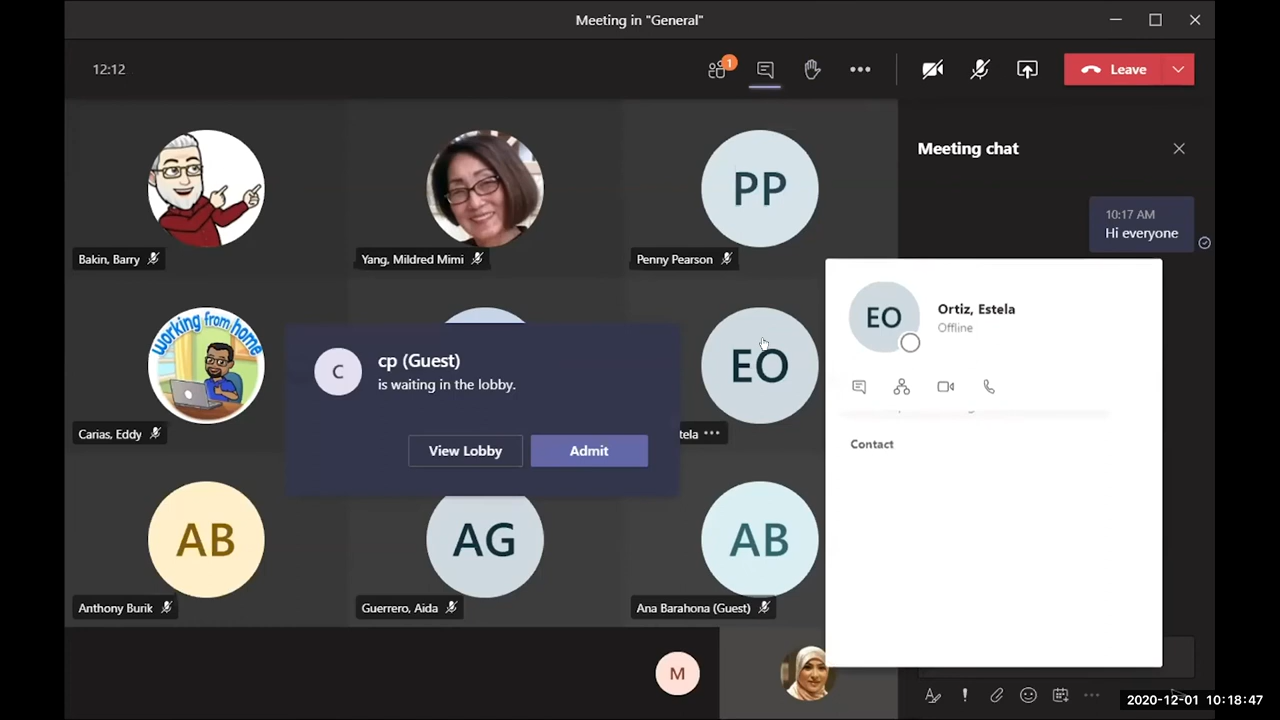 Meeting in "General"
12:12
1
Leave
Meeting chat
10:17 AM
Hi everyone
PP
Bakin, Barry
Yang, Mildred Mimi
Penny Pearson
working from home
EO
Ortiz, Estela
Offline
cp (Guest)
C
is waiting in the lobby.
EO
Carias, Eddy
tela
View Lobby
Admit
Contact
AB
AG
AB
Anthony Burik
Guerrero, Aida
Ana Barahona (Guest)
M
2020-12-01 10:18:47